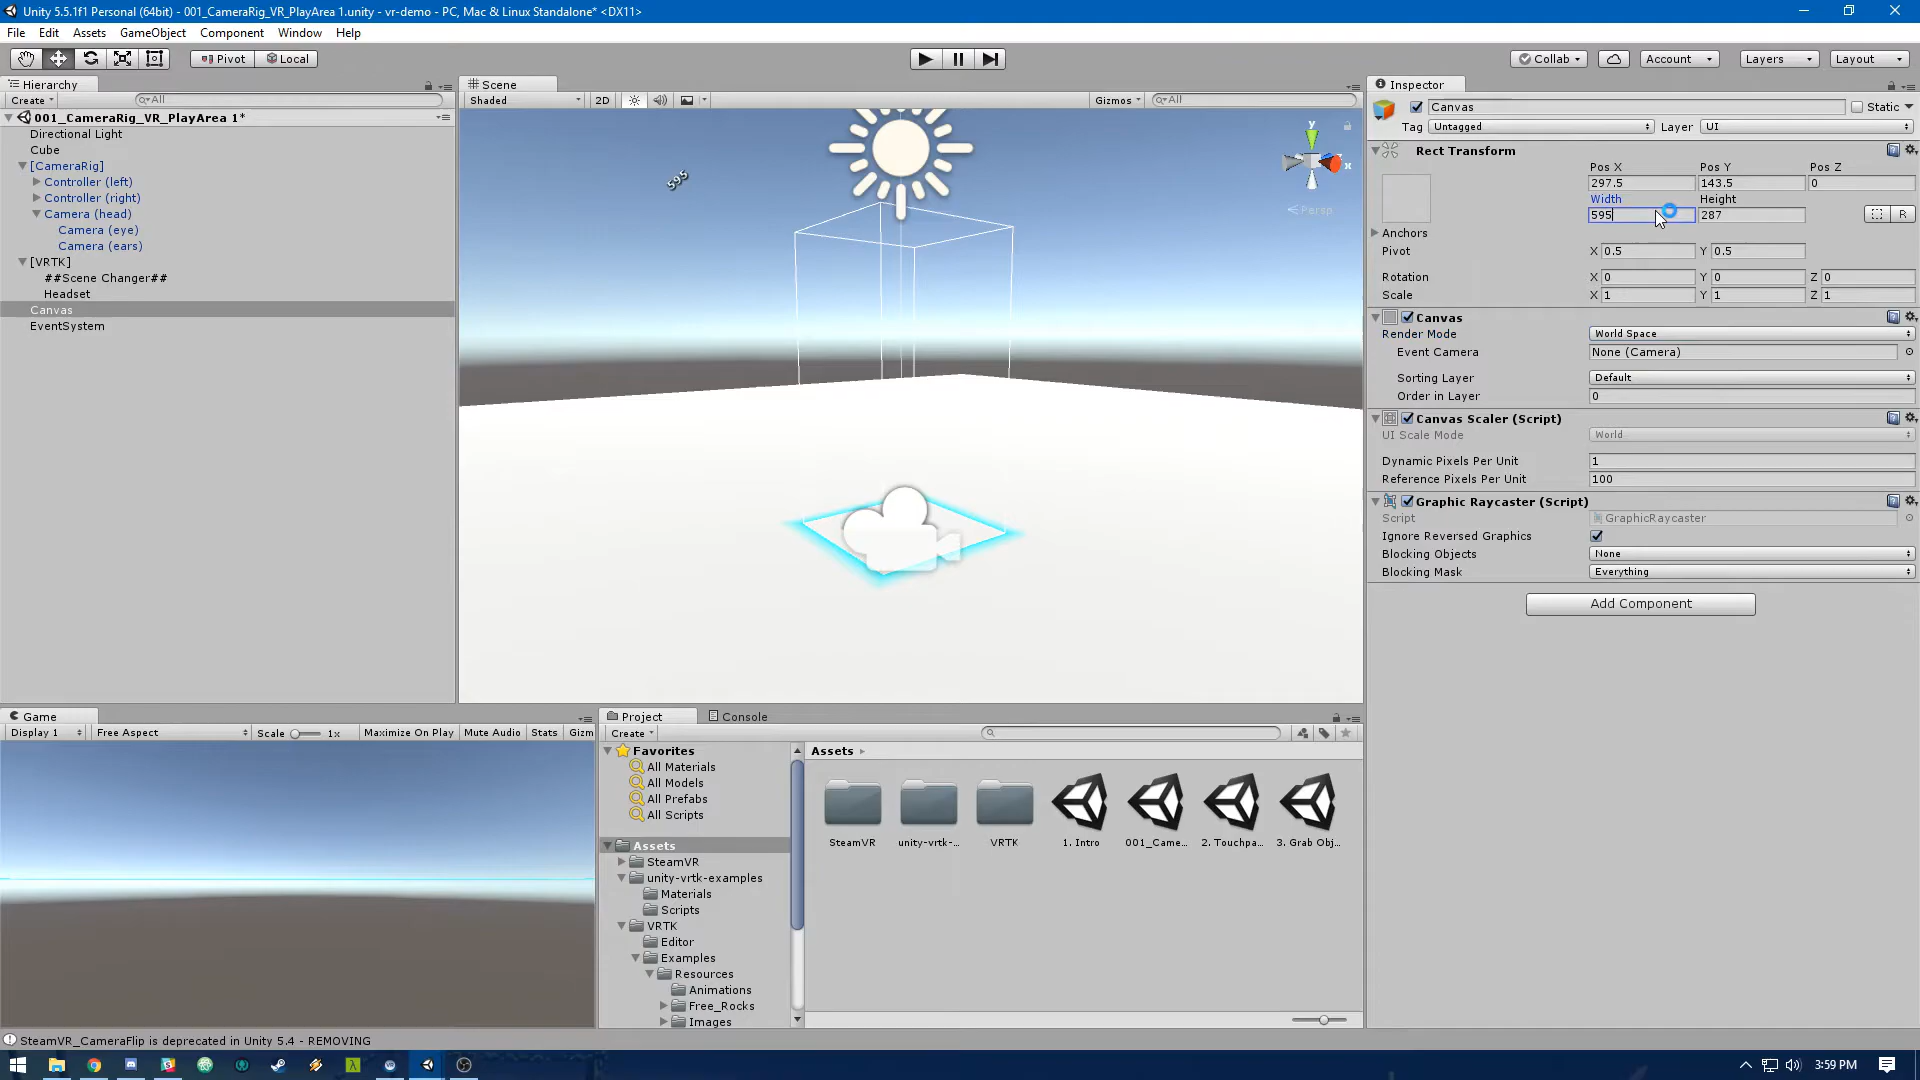 Unity 5.5.1f1 Personal (64bit) - 001_CameraRig_VR_PlayArea 1.unity - vr-demo - PC, Mac & Linux Standalone* <DX11>
File Edit Assets GameObject Component Window Help
Pivot Local Collab Account Layers Layout
Hierarchy
Create All
001_CameraRig_VR_PlayArea 1*
Directional Light
Cube
[CameraRig]
Controller (left)
Controller (right)
Camera (head)
Camera (eye)
Camera (ears)
[VRTK]
##Scene Changer##
Headset
Canvas
EventSystem
Scene
Shaded 2D Gizmos All
595
y
x
Persp
Inspector
Canvas Static
Tag Untagged Layer UI
Rect Transform
Pos X Pos Y Pos Z
297.5 143.5 0
Width Height
595 287 R
Anchors
Pivot X 0.5 Y 0.5
Rotation X 0 Y 0 Z 0
Scale X 1 Y 1 Z 1
Canvas
Render Mode World Space
Event Camera None (Camera)
Sorting Layer Default
Order in Layer 0
Canvas Scaler (Script)
UI Scale Mode World
Dynamic Pixels Per Unit 1
Reference Pixels Per Unit 100
Graphic Raycaster (Script)
Script GraphicRaycaster
Ignore Reversed Graphics
Blocking Objects None
Blocking Mask Everything
Add Component
Game
Display 1 Free Aspect Scale 1x Maximize On Play Mute Audio Stats Gizm
Project Console
Create
Favorites
All Materials
All Models
All Prefabs
All Scripts
Assets
SteamVR
unity-vrtk-examples
Materials
Scripts
VRTK
Editor
Examples
Resources
Animations
Free_Rocks
Images
Assets
SteamVR unity-vrtk-... VRTK 1. Intro 001_Came... 2. Touchpa... 3. Grab Obj...
SteamVR_CameraFlip is deprecated in Unity 5.4 - REMOVING
3:59 PM